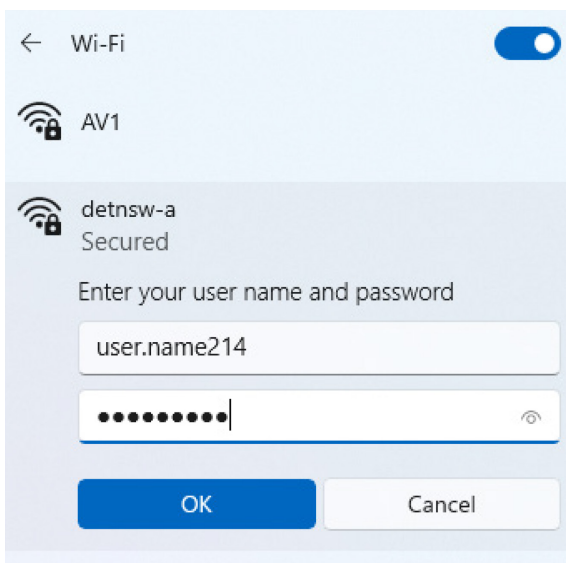 Wi-Fi
AV1
detnsw-a
Secured
Enter your user name and password
user.name214
•••••••••
OK
Cancel